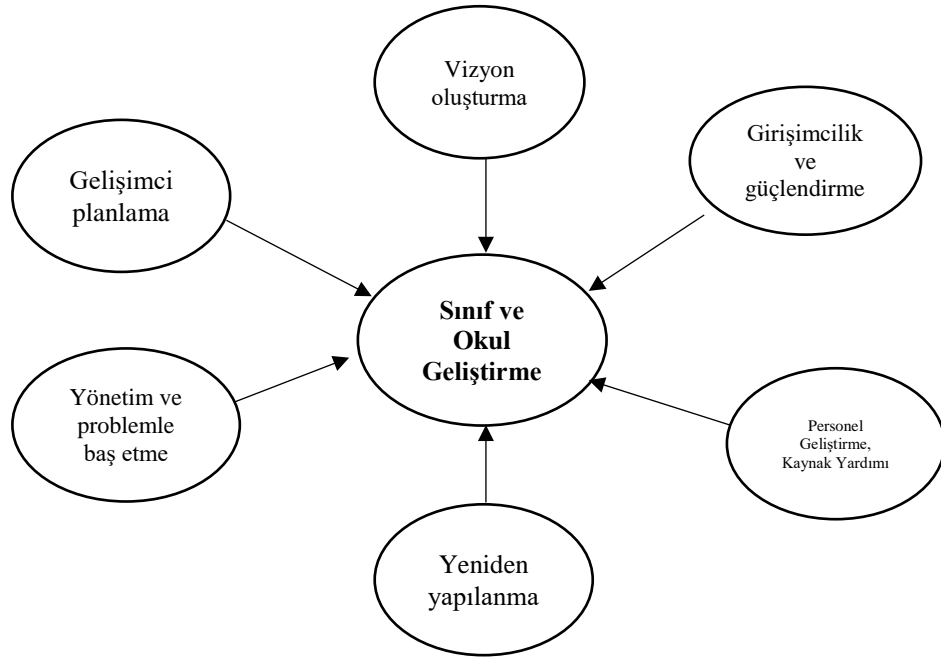 Vizyon
oluşturma
Girişimcilik
ve
güçlendirme
Gelişimci
planlama
Sınıf ve
Okul
Geliştirme
Yönetim ve
problemle
baş etme
Personel
Geliştirme,
Kaynak Yardımı
Yeniden
yapılanma